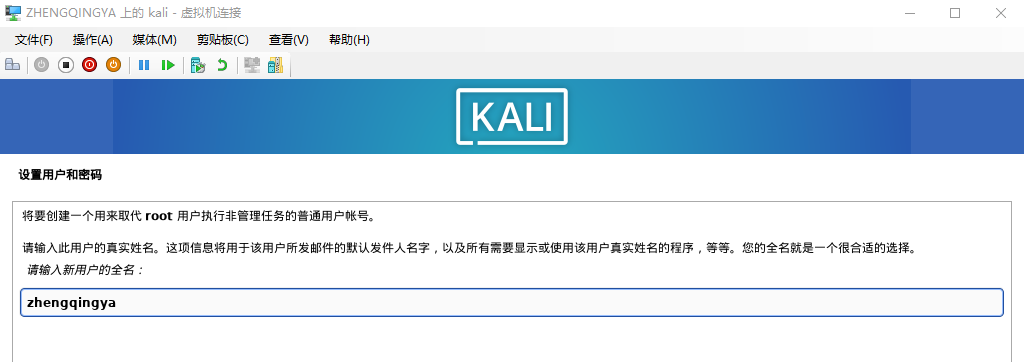 ZHENGQINGYA 上的 kali - 虚拟机连接
文件(F) 操作(A) 媒体(M) 剪贴板(C) 查看(V) 帮助(H)
KALI
设置用户和密码
将要创建一个用来取代 root 用户执行非管理任务的普通用户帐号。
请输入此用户的真实姓名。这项信息将用于该用户所发邮件的默认发件人名字，以及所有需要显示或使用该用户真实姓名的程序，等等。您的全名就是一个很合适的选择。
请输入新用户的全名：
zhengqingya